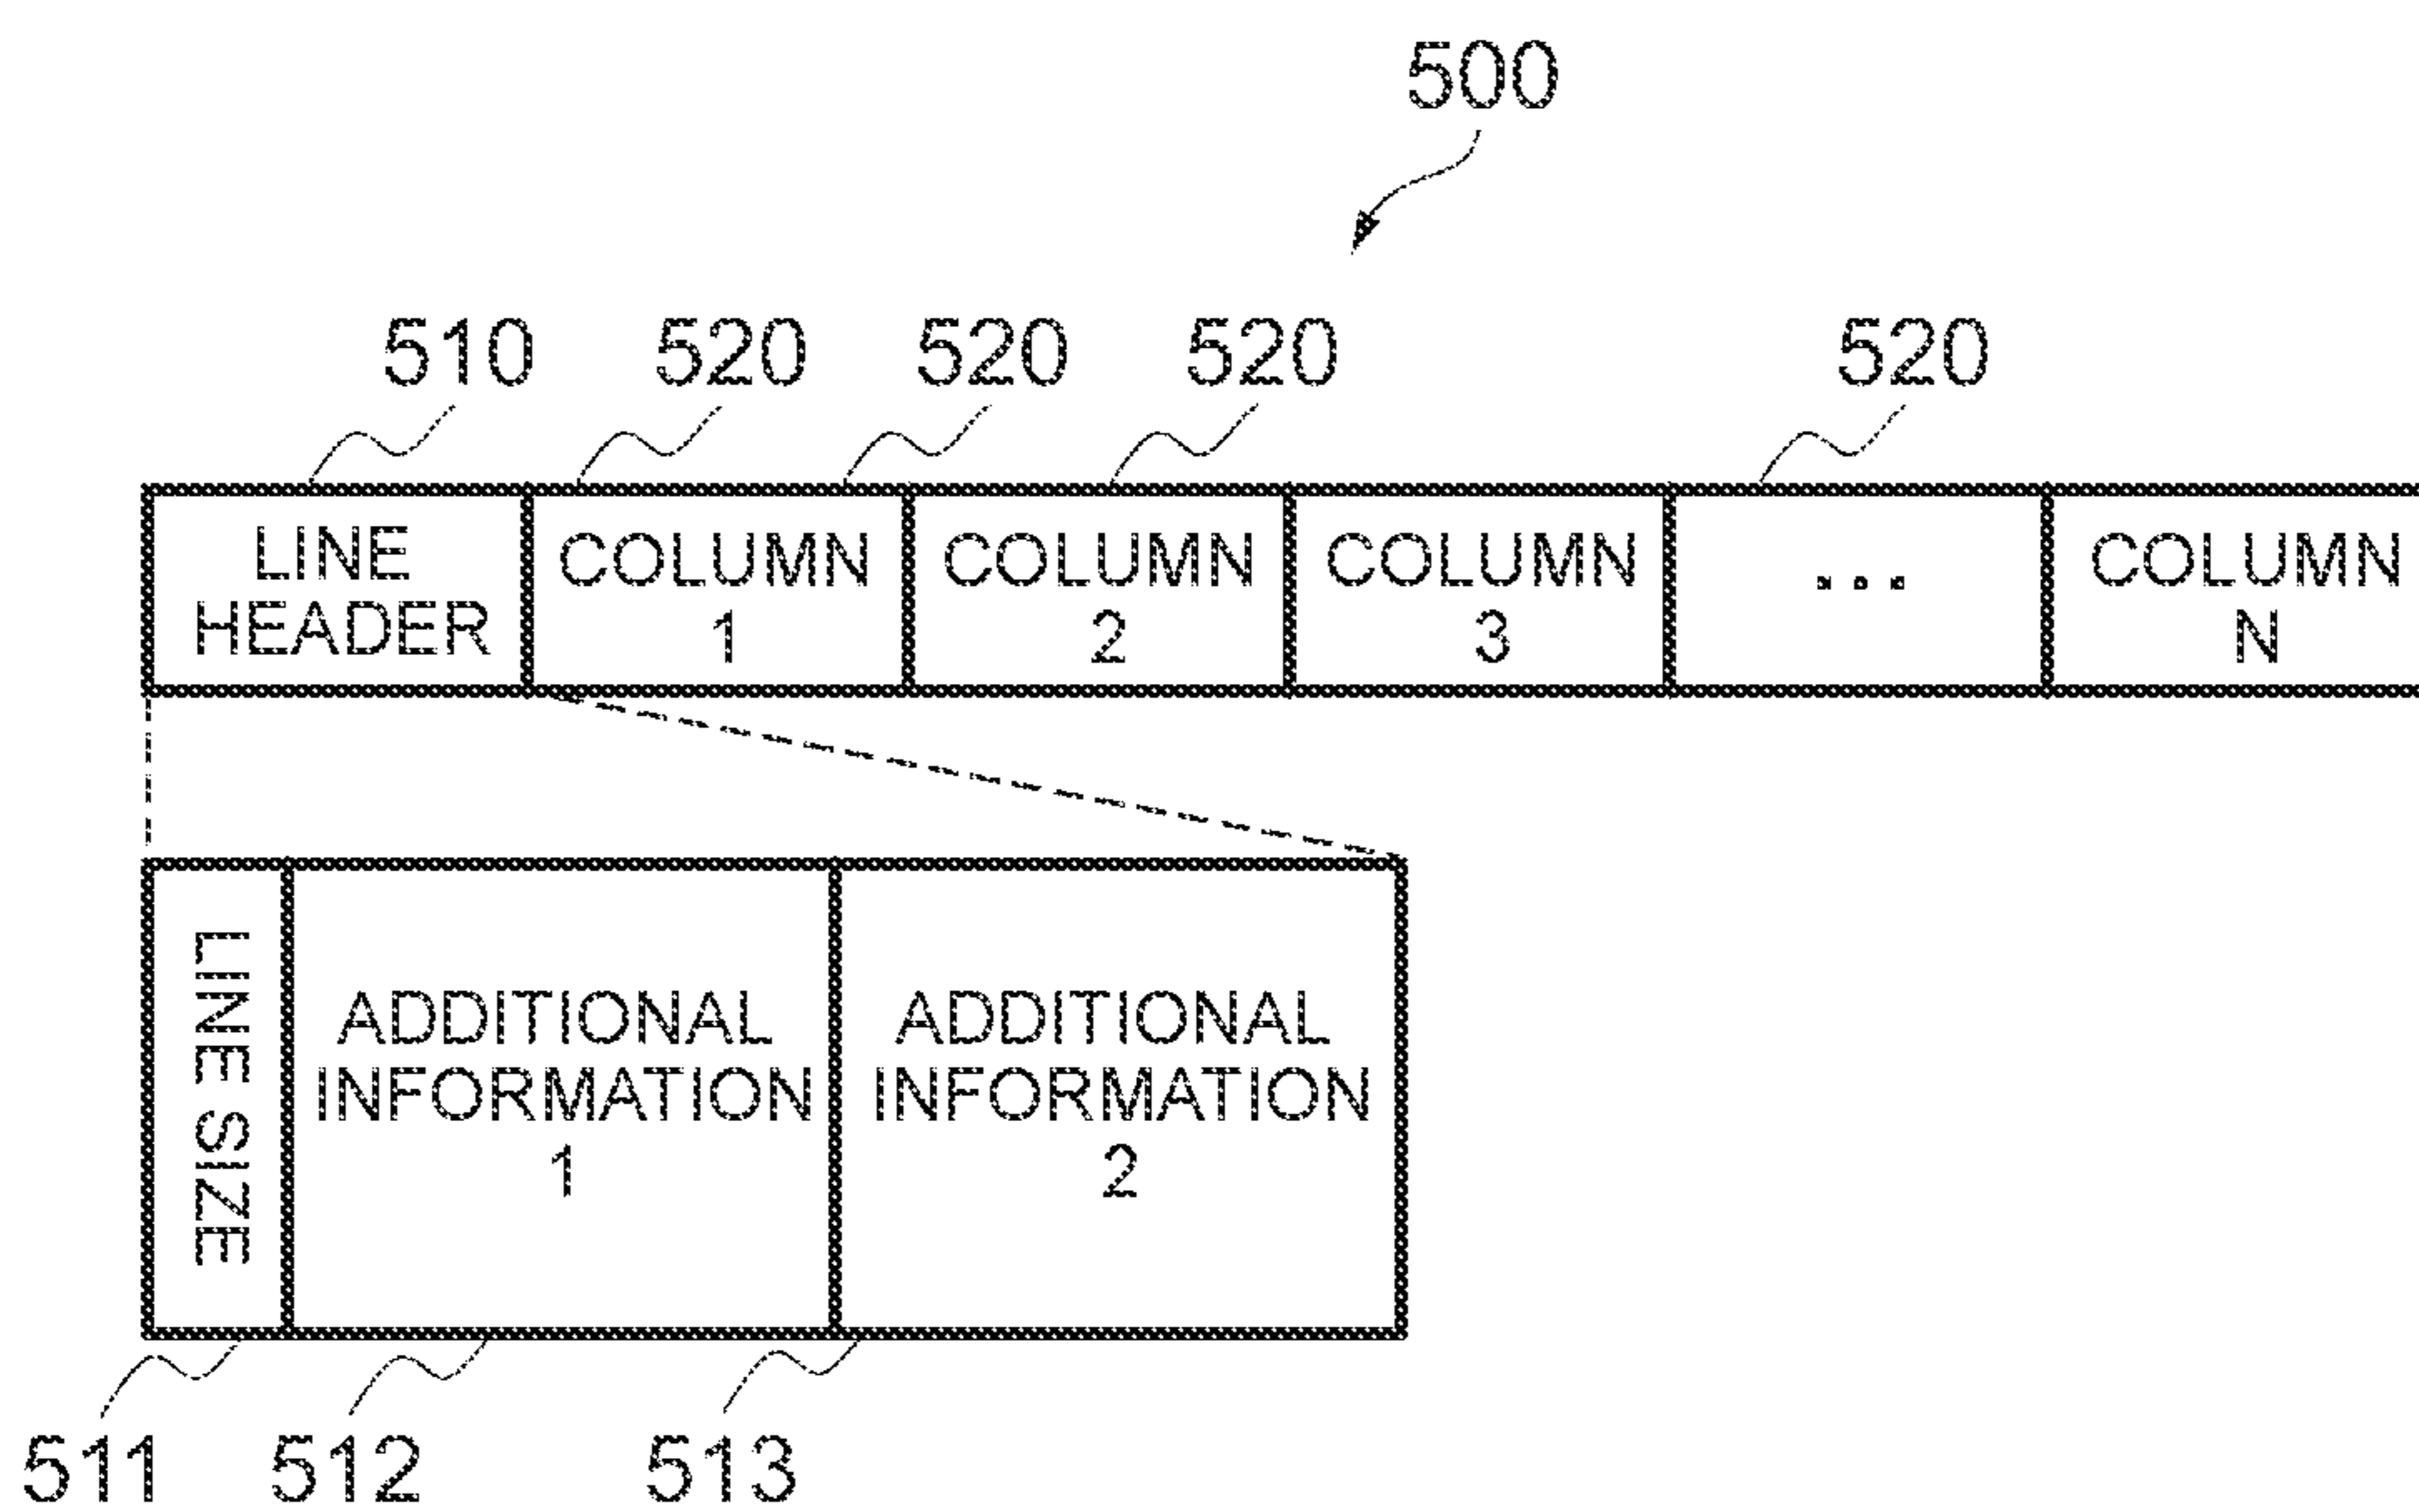 500
510 520 520 520 520
LINE HEADER
COLUMN 1
COLUMN 2
COLUMN 3
...
COLUMN N
LINE SIZE
ADDITIONAL INFORMATION 1
ADDITIONAL INFORMATION 2
511 512 513